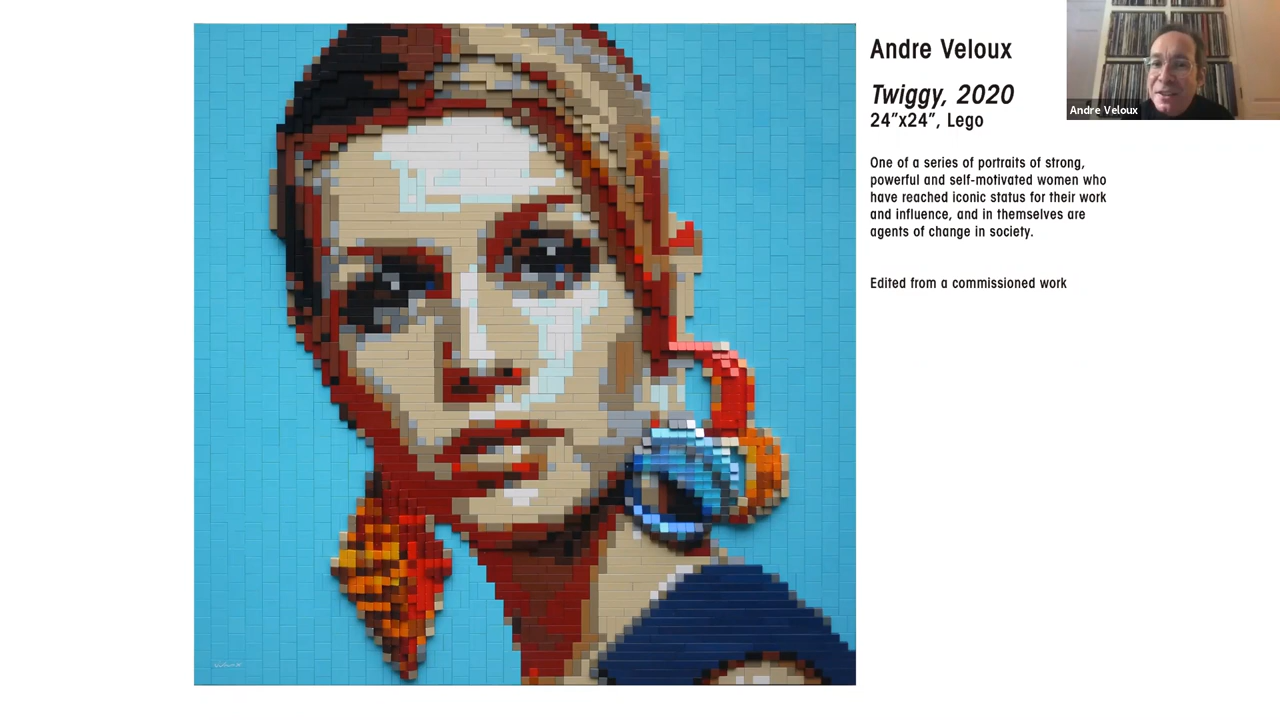 Andre Veloux
Twiggy, 2020
24”x24”, Lego
One of a series of portraits of strong,
powerful and self-motivated women who
have reached iconic status for their work
and influence, and in themselves are
agents of change in society.
Edited from a commissioned work
Andre Veloux
Veloux